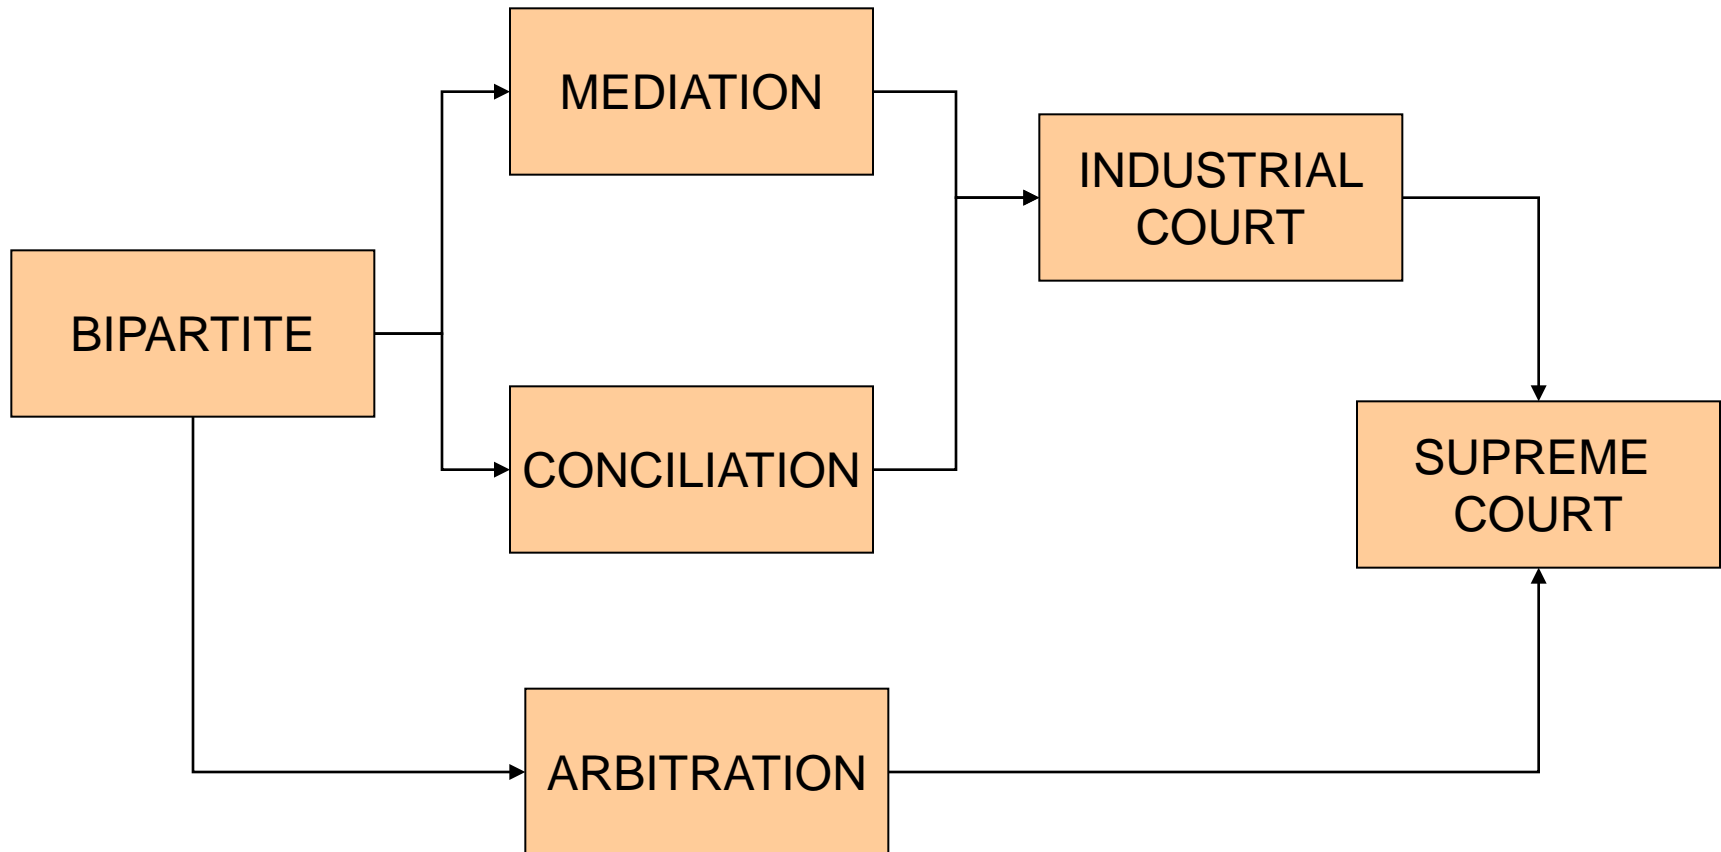 MEDIATION
INDUSTRIAL
COURT
BIPARTITE
CONCILIATION
SUPREME
COURT
ARBITRATION